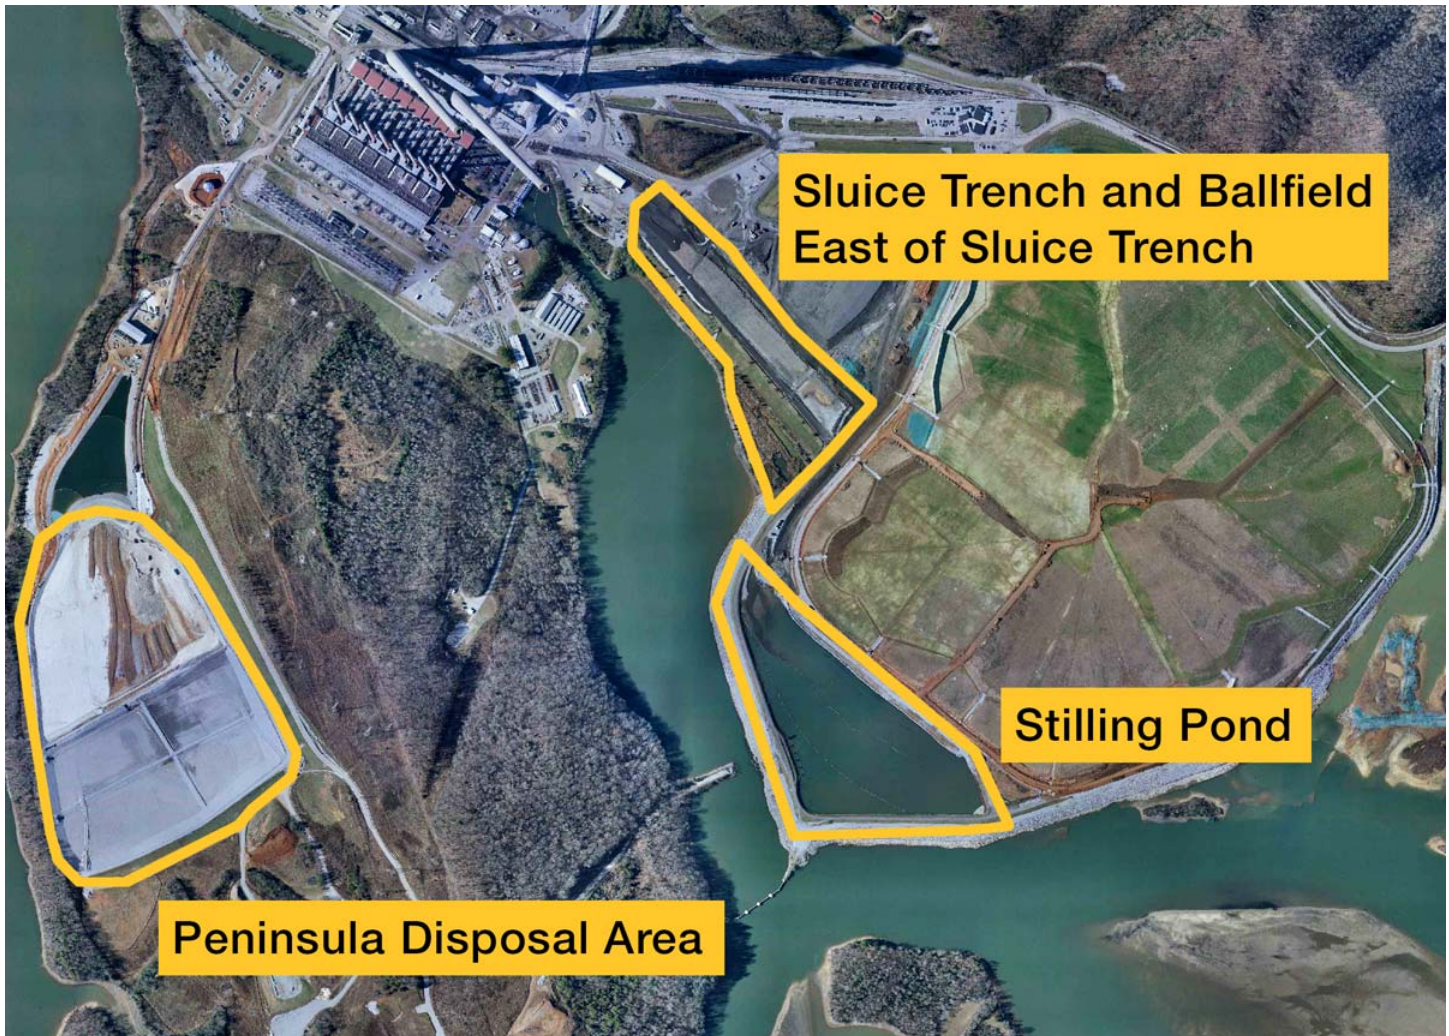 Sluice Trench and Ballfield
East of Sluice Trench
Stilling Pond
Peninsula Disposal Area